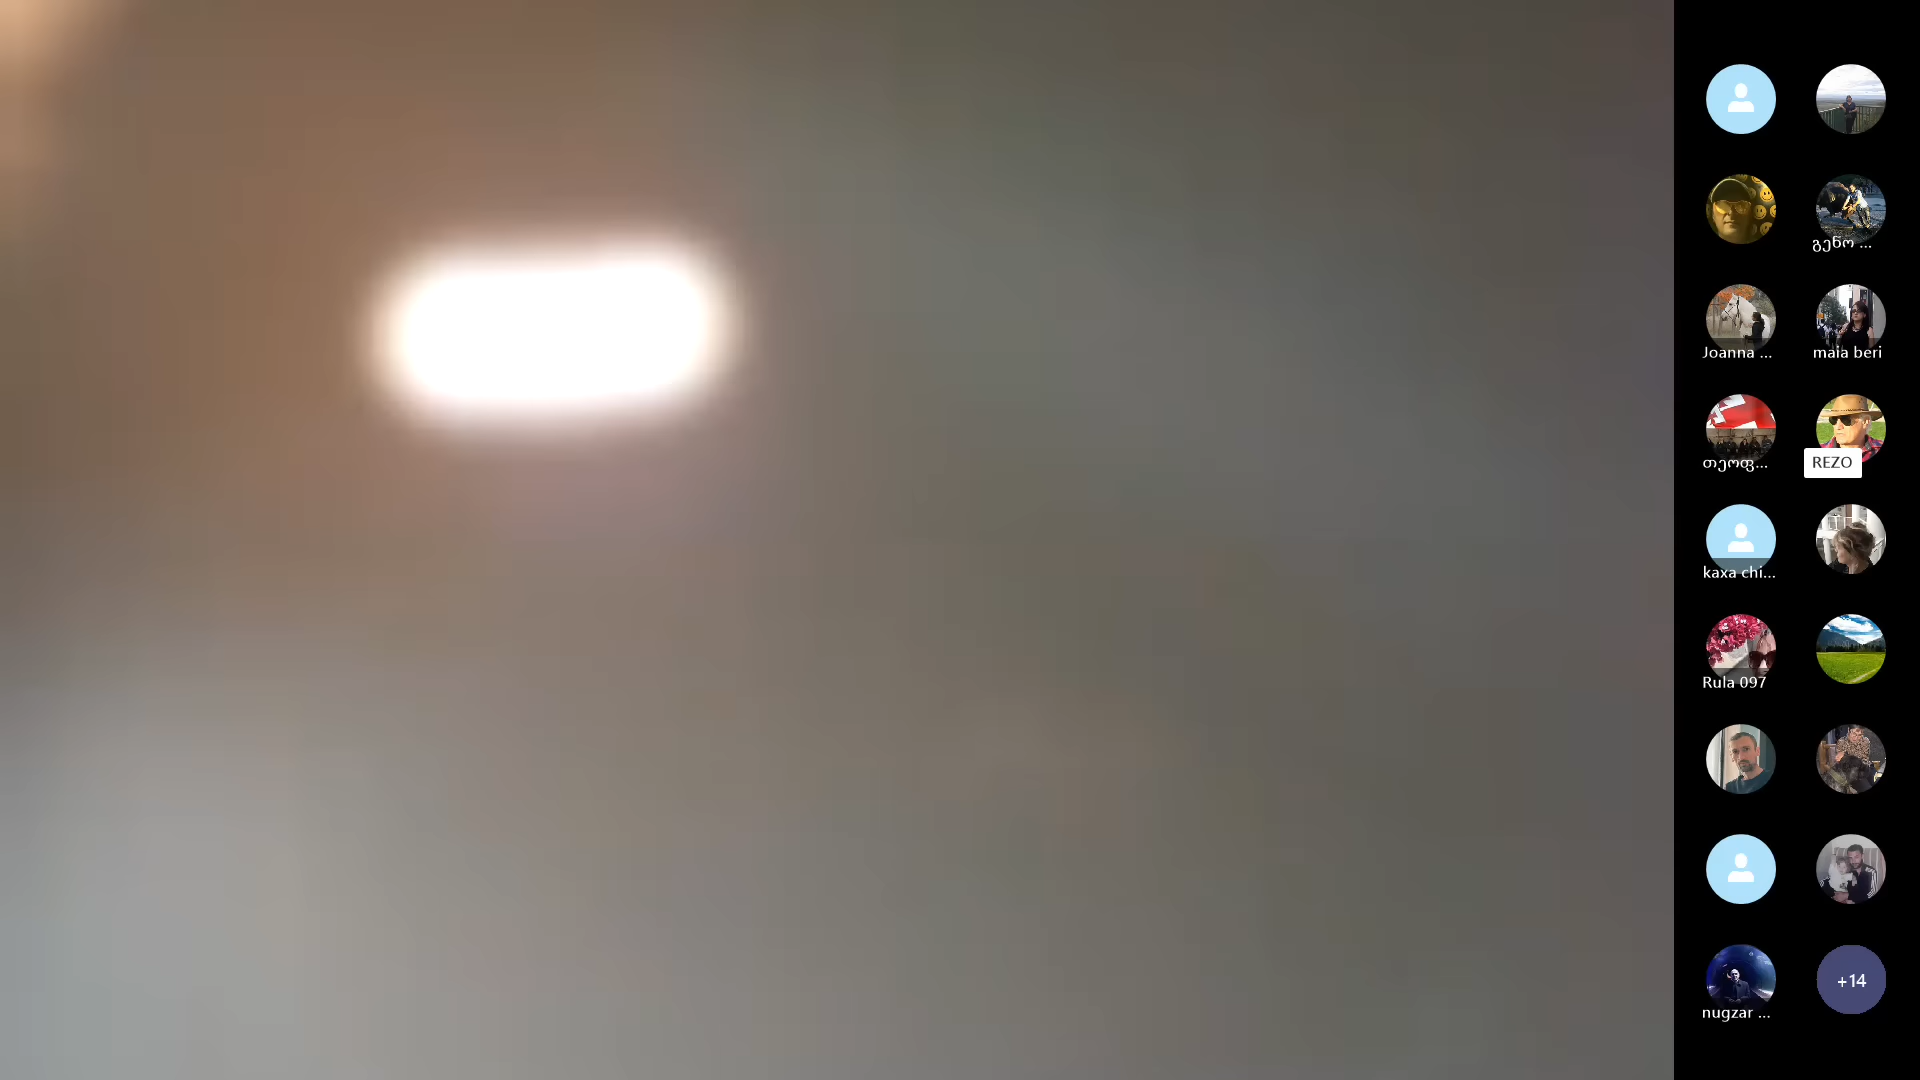 გენო ...
Joanna ...
maia beri
თეოფ...
REZO
kaxa chi...
Rula 097
nugzar ...
+14